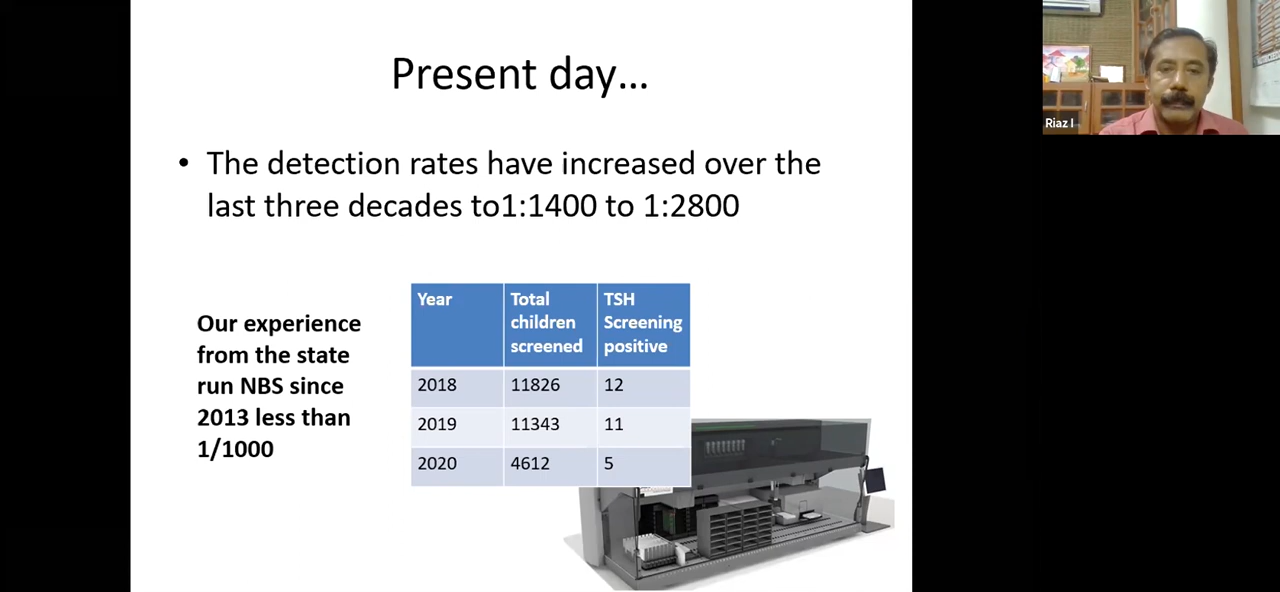 Present day...
• The detection rates have increased over the
last three decades to1:1400 to 1:2800
Our experience
from the state
run NBS since
2013 less than
1/1000
Year
Total
children
screened
TSH
Screening
positive
2018 11826 12
2019 11343 11
2020 4612 5
Riaz I